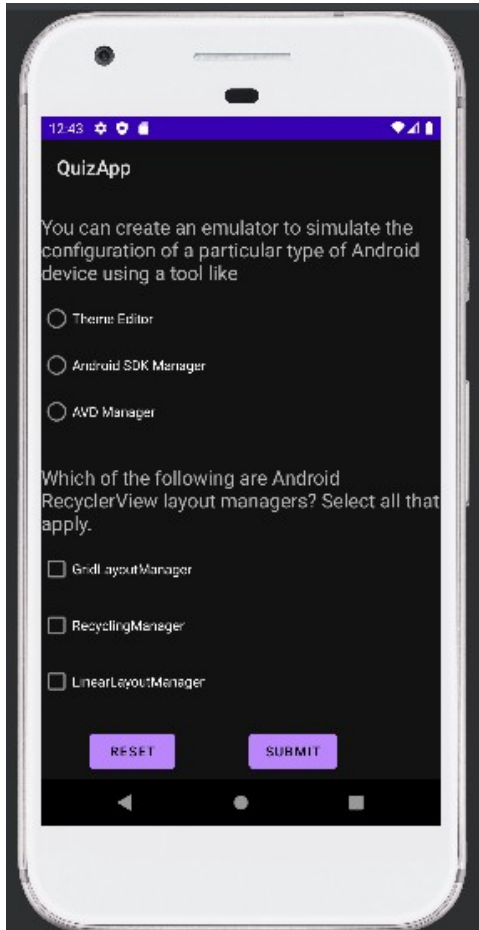 12:43
QuizApp
You can create an emulator to simulate the
configuration of a particular type of Android
device using a tool like
Theme Editor
Android SDK Manager
AVD Manager
Which of the following are Android
RecyclerView layout managers? Select all that
apply.
GridLayoutManager
RecyclingManager
LinearLayoutManager
RESET SUBMIT